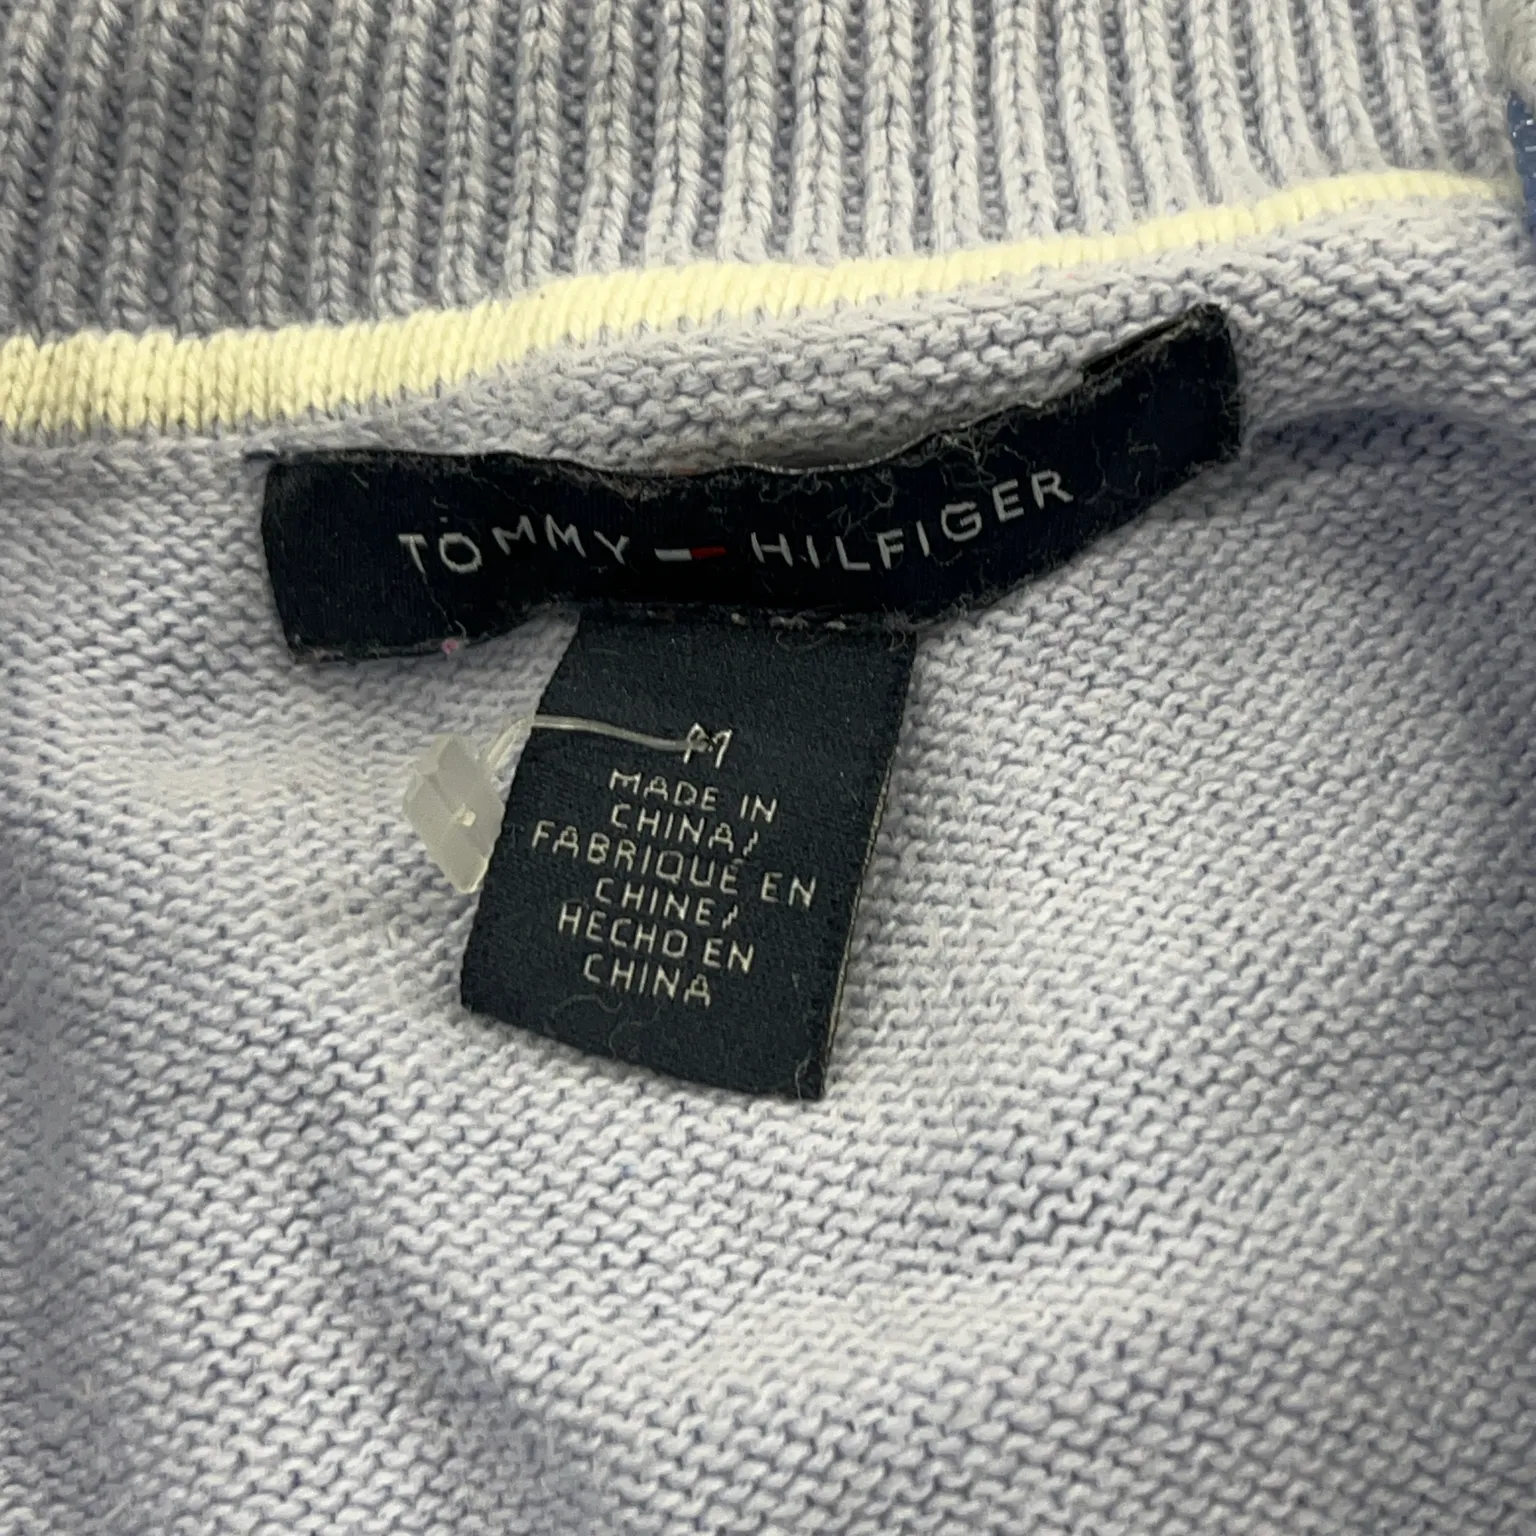 TOMMY HILFIGER
M
MADE IN
CHINA/
FABRIQUÉ EN
CHINE/
HECHO EN
CHINA